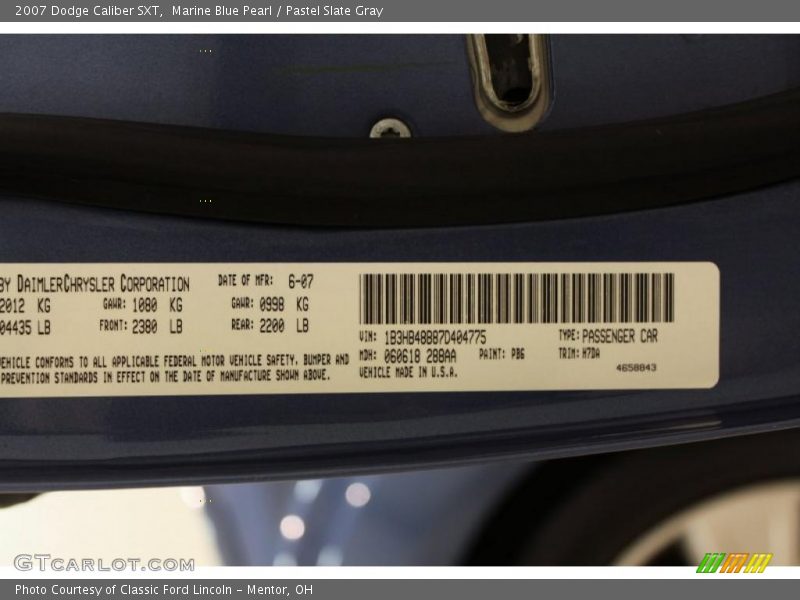 2007 Dodge Caliber SXT, Marine Blue Pearl / Pastel Slate Gray
BY DAIMLERCHRYSLER CORPORATION DATE OF MFR: 6-07
2012 KG GAWR: 1080 KG GAWR: 0998 KG
04435 LB FRONT: 2380 LB REAR: 2200 LB
VEHICLE CONFORMS TO ALL APPLICABLE FEDERAL MOTOR VEHICLE SAFETY, BUMPER AND
PREVENTION STANDARDS IN EFFECT ON THE DATE OF MANUFACTURE SHOWN ABOVE.
VIN: 1B3HB48B87D404775 TYPE: PASSENGER CAR
MDH: 060618 288AA PAINT: PB6 TRIM: H7DA
VEHICLE MADE IN U.S.A. 4658843
GTCARLOT.COM
Photo Courtesy of Classic Ford Lincoln - Mentor, OH